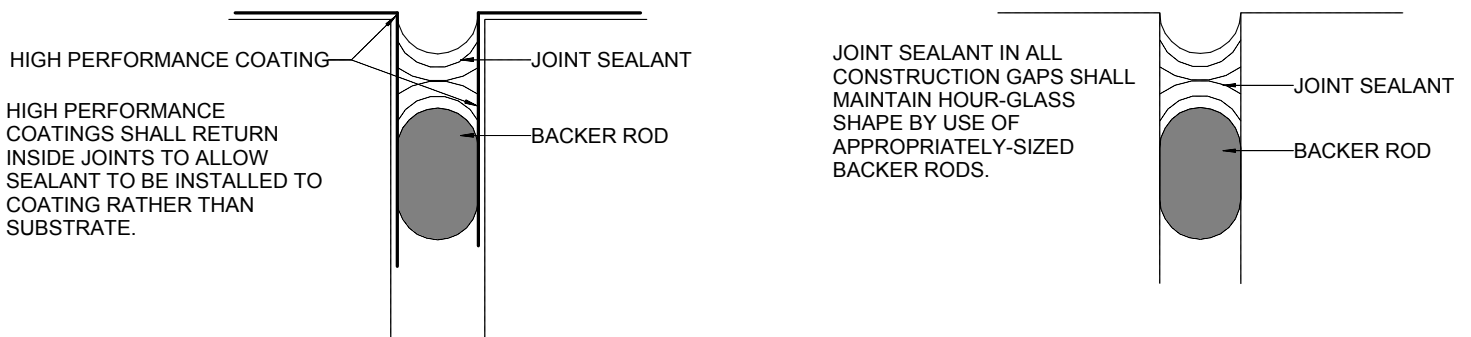 HIGH PERFORMANCE COATING
JOINT SEALANT
HIGH PERFORMANCE
COATINGS SHALL RETURN
INSIDE JOINTS TO ALLOW
SEALANT TO BE INSTALLED TO
COATING RATHER THAN
SUBSTRATE.
BACKER ROD
JOINT SEALANT IN ALL
CONSTRUCTION GAPS SHALL
MAINTAIN HOUR-GLASS
SHAPE BY USE OF
APPROPRIATELY-SIZED
BACKER RODS.
JOINT SEALANT
BACKER ROD